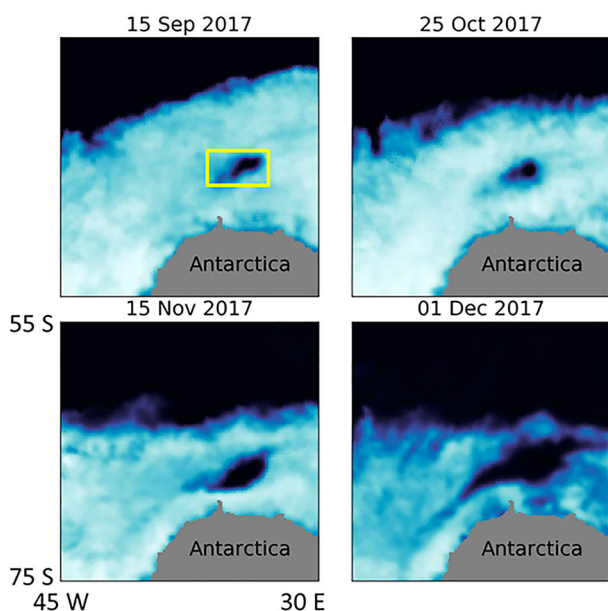 15 Sep 2017
25 Oct 2017
Antarctica
Antarctica
15 Nov 2017
01 Dec 2017
55 S
Antarctica
Antarctica
75 S
45 W
30 E